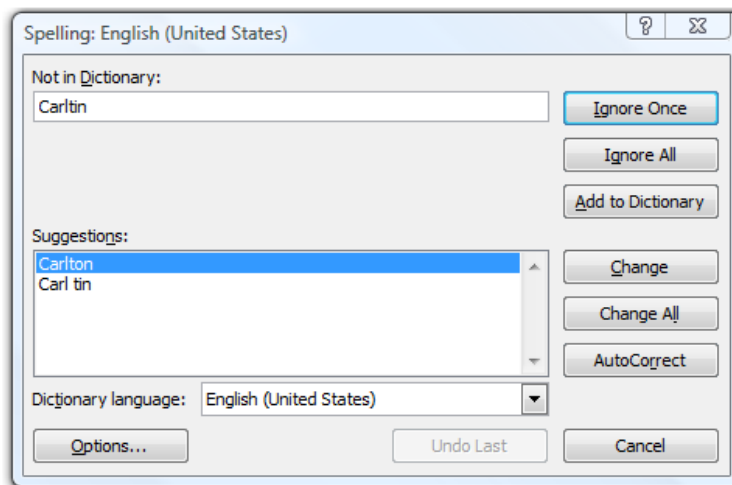 Spelling: English (United States)
Not in Dictionary:
Carltin
Ignore Once
Ignore All
Add to Dictionary
Suggestions:
Carlton
Carl tin
Change
Change All
AutoCorrect
Dictionary language: English (United States)
Options... Undo Last Cancel